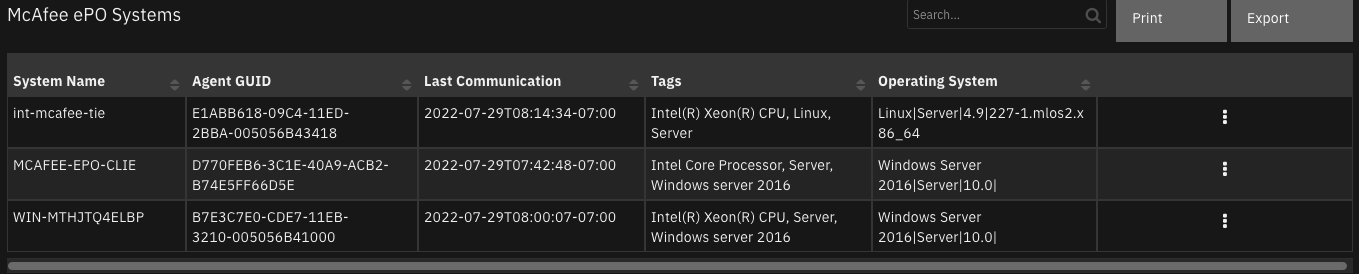 McAfee ePO Systems
Search...
Print
Export
System Name
Agent GUID
Last Communication
Tags
Operating System
int-mcafee-tie
E1ABB618-09C4-11ED-
2BBA-005056B43418
2022-07-29T08:14:34-07:00
Intel(R) Xeon(R) CPU, Linux,
Server
Linux|Server|4.9|227-1.mlos2.x
86_64
MCAFEE-EPO-CLIE
D770FEB6-3C1E-40A9-ACB2-
B74E5FF66D5E
2022-07-29T07:42:48-07:00
Intel Core Processor, Server,
Windows server 2016
Windows Server
2016|Server|10.0|
WIN-MTHJTQ4ELBP
B7E3C7E0-CDE7-11EB-
3210-005056B41000
2022-07-29T08:00:07-07:00
Intel(R) Xeon(R) CPU, Server,
Windows server 2016
Windows Server
2016|Server|10.0|